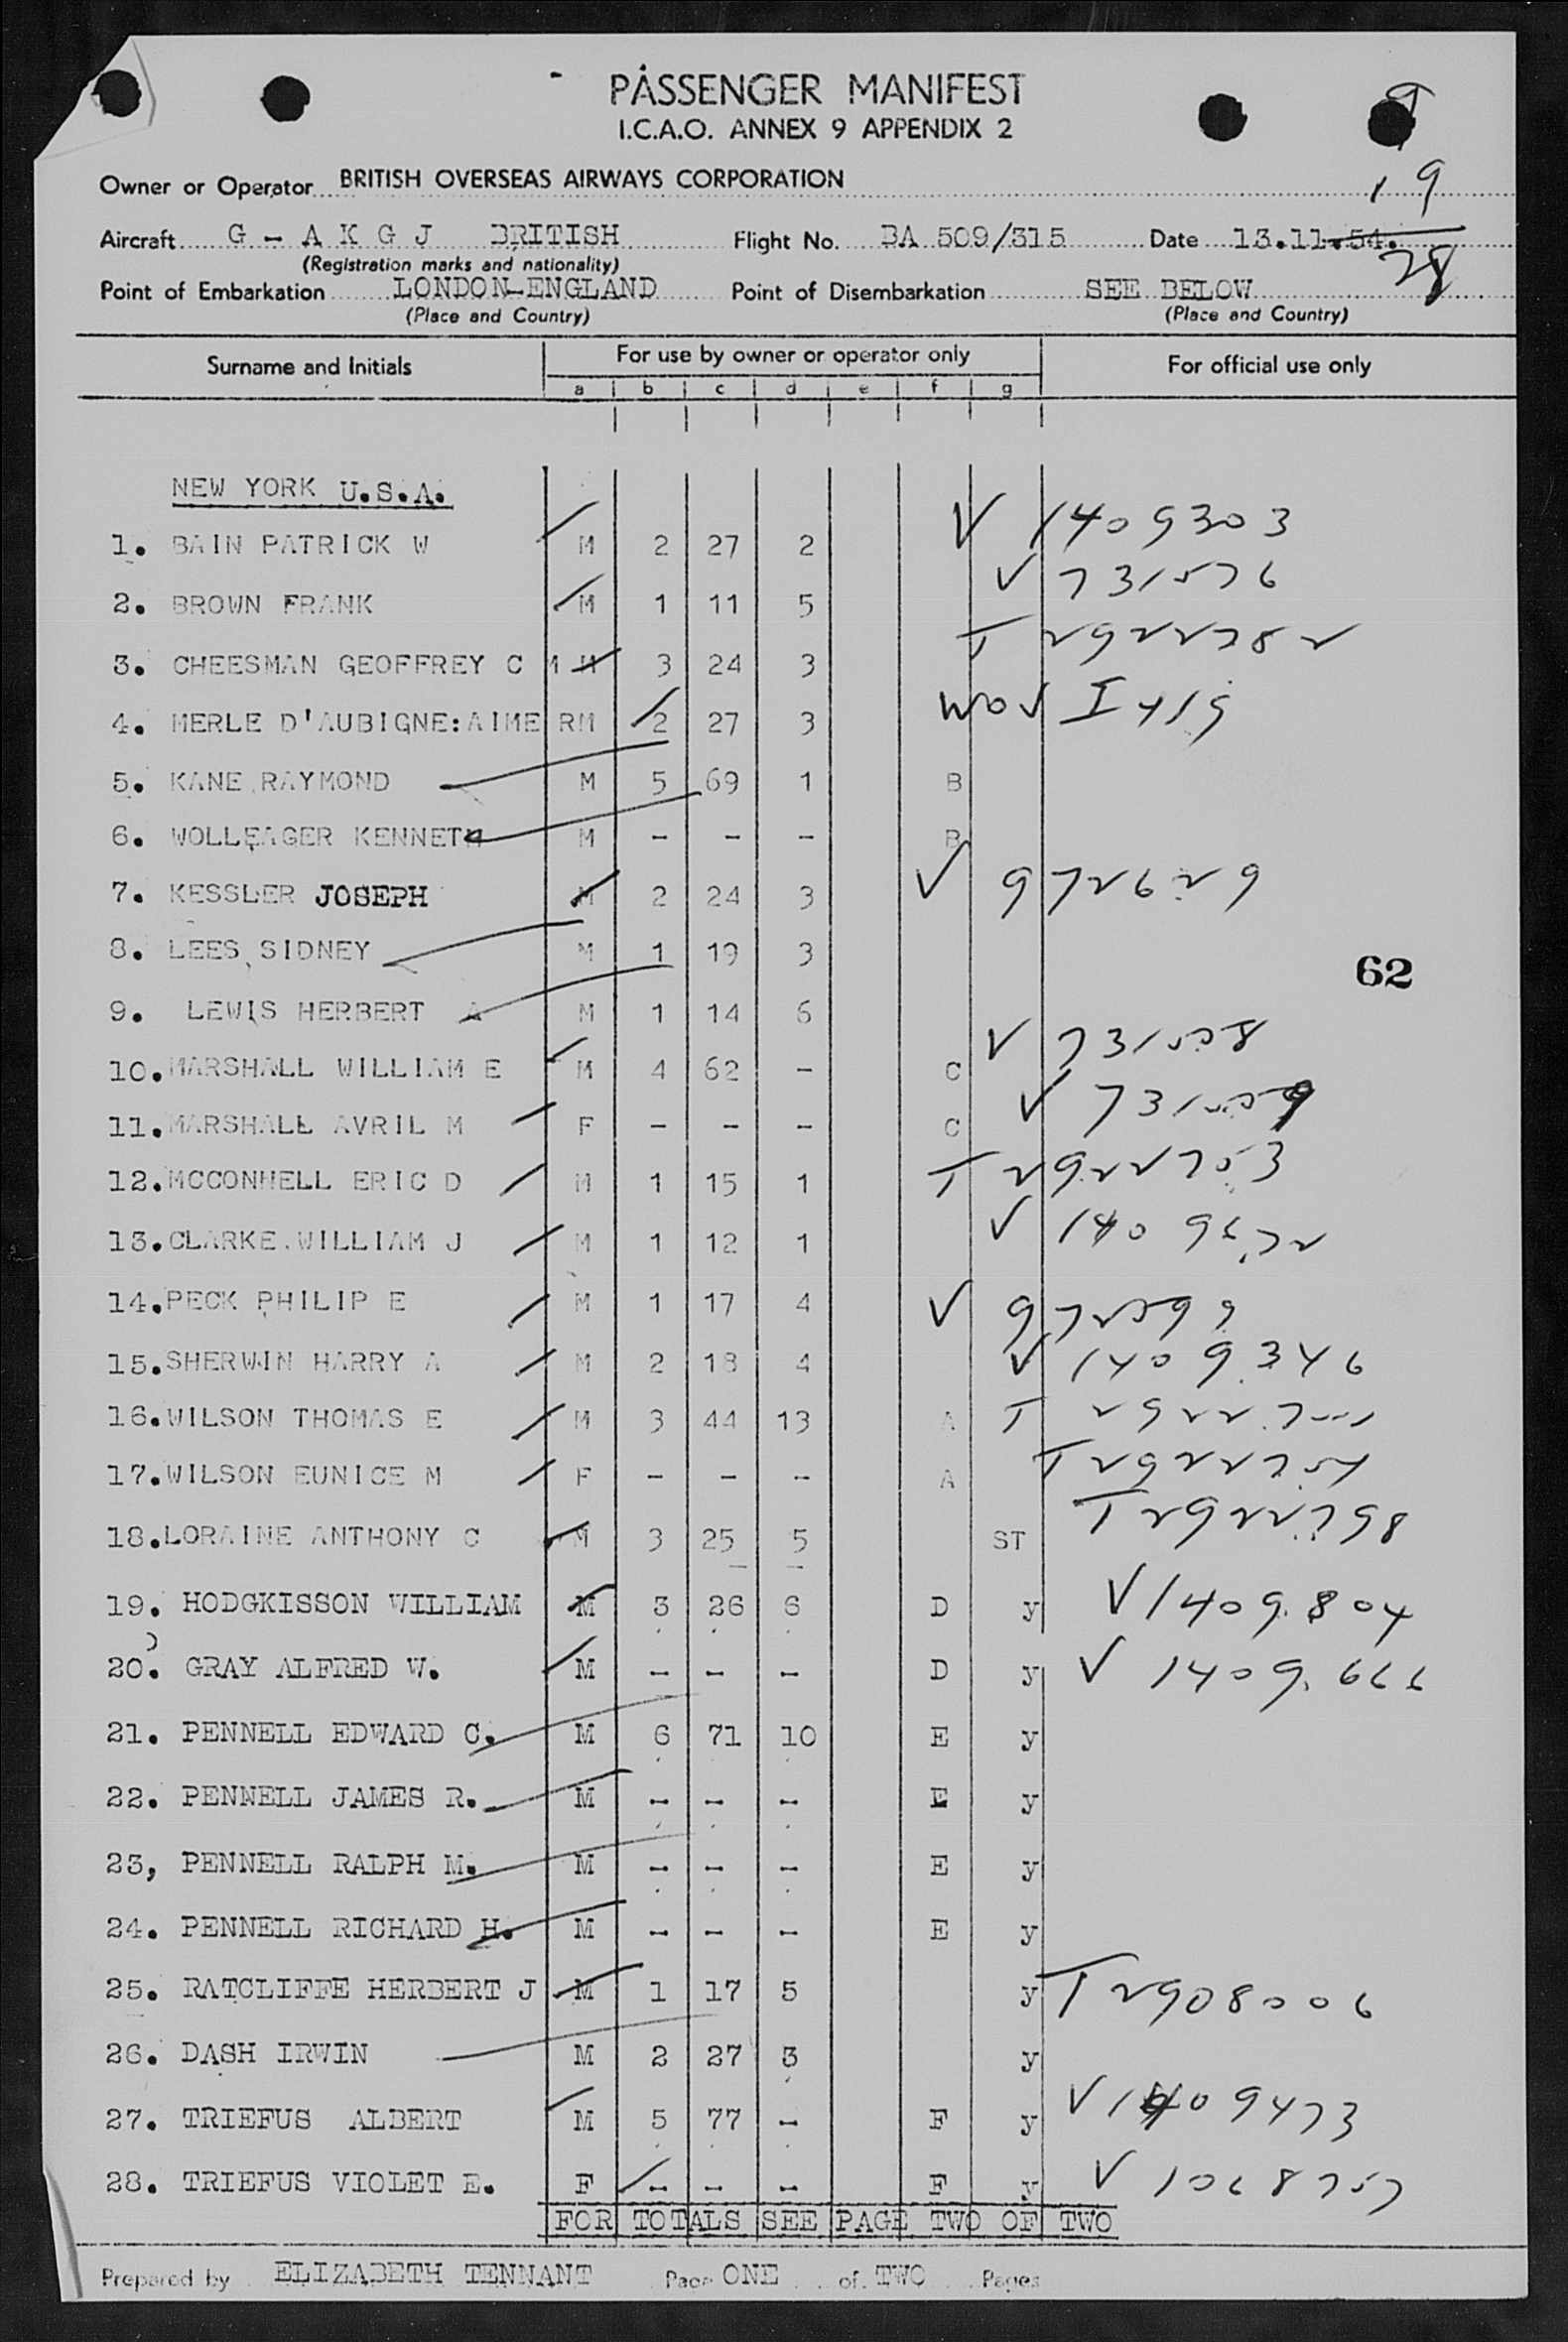 PASSENGER MANIFEST
I.C.A.O. ANNEX 9 APPENDIX 2
19
Owner or Operator BRITISH OVERSEAS AIRWAYS CORPORATION
Aircraft G - A K G J BRITISH Flight No. BA 509/315 Date 13.11.54.
(Registration marks and nationality)
28
Point of Embarkation LONDON-ENGLAND Point of Disembarkation SEE BELOW
(Place and Country) (Place and Country)
Surname and Initials For use by owner or operator only For official use only
a b c d e f g
NEW YORK U.S.A.
1. BAIN PATRICK W M 2 27 2 V 1409303
2. BROWN FRANK M 1 11 5 V 731576
3. CHEESMAN GEOFFREY C M M 3 24 3 T 2922782
4. MERLE D'AUBIGNE:AIME RM 2 27 3
5. KANE RAYMOND M 5 69 1 B
6. WOLLEAGER KENNETH M - - - B
7. KESSLER JOSEPH M 2 24 3 V 972629
8. LEES SIDNEY M 1 19 3
62
9. LEWIS HERBERT A M 1 14 6
10. MARSHALL WILLIAM E M 4 62 - C V
11. MARSHALL AVRIL M F - - - C V
12. MCCONNELL ERIC D M 1 15 1 T
13. CLARKE.WILLIAM J M 1 12 1 V
14. PECK PHILIP E M 1 17 4 V
15. SHERWIN HARRY A M 2 18 4 V 1409346
16. WILSON THOMAS E M 3 44 13 A T
17. WILSON EUNICE M F - - - A T
18. LORAINE ANTHONY C M 3 25 5 ST T 2922798
19. HODGKISSON WILLIAM M 3 26 6 D y V 1409804
20. GRAY ALFRED W. M - - - D y V 1409666
21. PENNELL EDWARD C. M 6 71 10 E y
22. PENNELL JAMES R. M - - - E y
23, PENNELL RALPH M. M - - - E y
24. PENNELL RICHARD H. M - - - E y
25. RATCLIFFE HERBERT J M 1 17 5 y T 2908006
26. DASH IRWIN M 2 27 3 y
27. TRIEFUS ALBERT M 5 77 - F y V 1409473
28. TRIEFUS VIOLET E. F - - - F y V 1068757
FOR TOTALS SEE PAGE TWO OF TWO
Prepared by ELIZABETH TENNANT Page ONE of TWO Pages